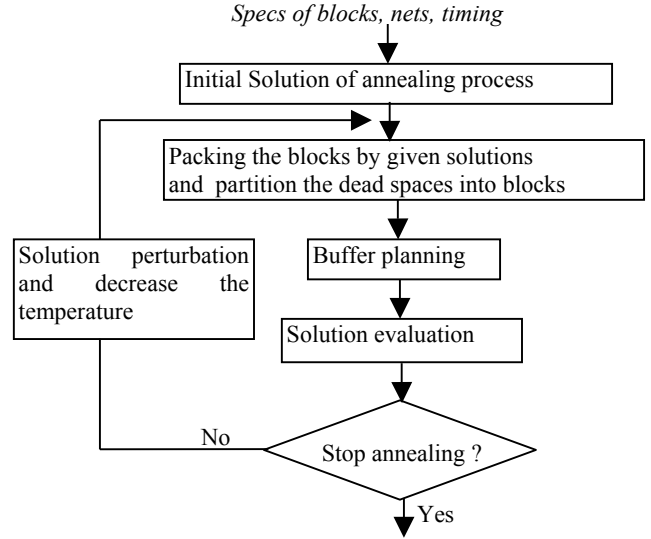 Specs of blocks, nets, timing
Initial Solution of annealing process
Packing the blocks by given solutions
and partition the dead spaces into blocks
Buffer planning
Solution perturbation
and decrease the
temperature
Solution evaluation
No
Stop annealing ?
Yes